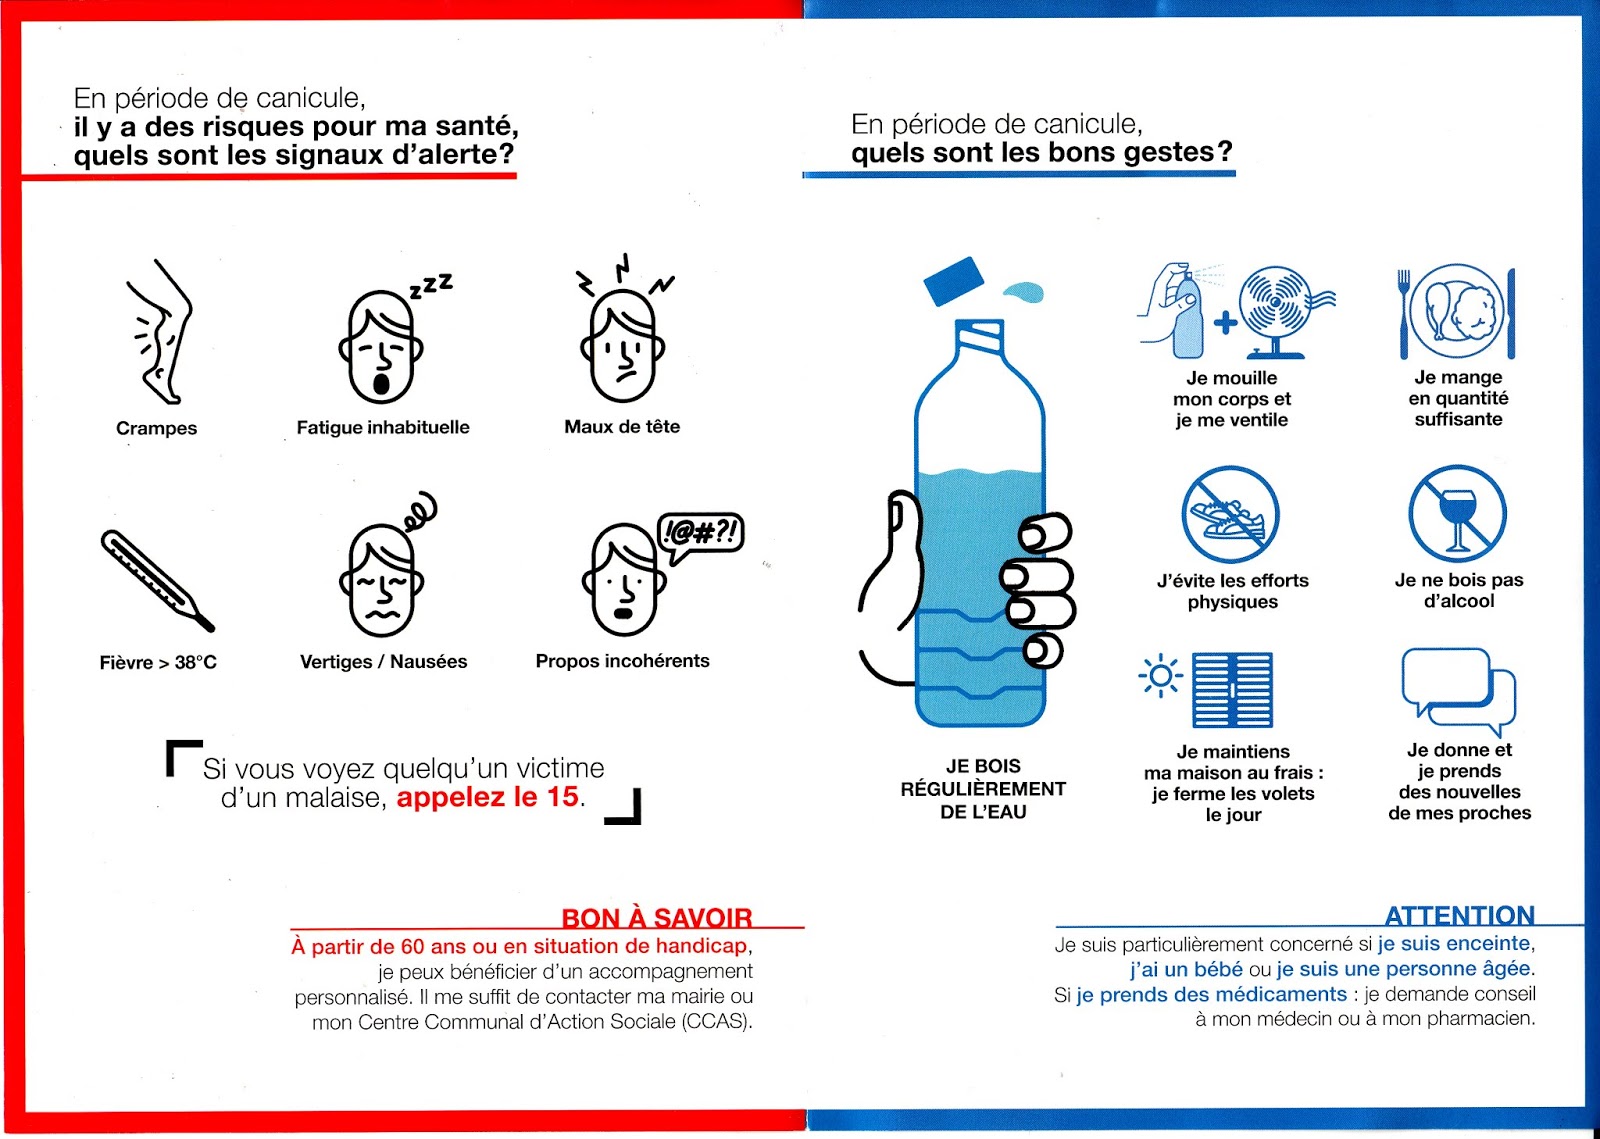 En période de canicule,
il y a des risques pour ma santé,
quels sont les signaux d'alerte ?
zzz
Crampes
Fatigue inhabituelle
Maux de tête
!@#?!
Fièvre > 38°C
Vertiges / Nausées
Propos incohérents
Si vous voyez quelqu'un victime
d'un malaise, appelez le 15.
BON À SAVOIR
À partir de 60 ans ou en situation de handicap,
je peux bénéficier d'un accompagnement
personnalisé. Il me suffit de contacter ma mairie ou
mon Centre Communal d'Action Sociale (CCAS).
En période de canicule,
quels sont les bons gestes ?
JE BOIS
RÉGULIÈREMENT
DE L'EAU
Je mouille
mon corps et
je me ventile
Je mange
en quantité
suffisante
J'évite les efforts
physiques
Je ne bois pas
d'alcool
Je maintiens
ma maison au frais :
je ferme les volets
le jour
Je donne et
je prends
des nouvelles
de mes proches
ATTENTION
Je suis particulièrement concerné si je suis enceinte,
j'ai un bébé ou je suis une personne âgée.
Si je prends des médicaments : je demande conseil
à mon médecin ou à mon pharmacien.